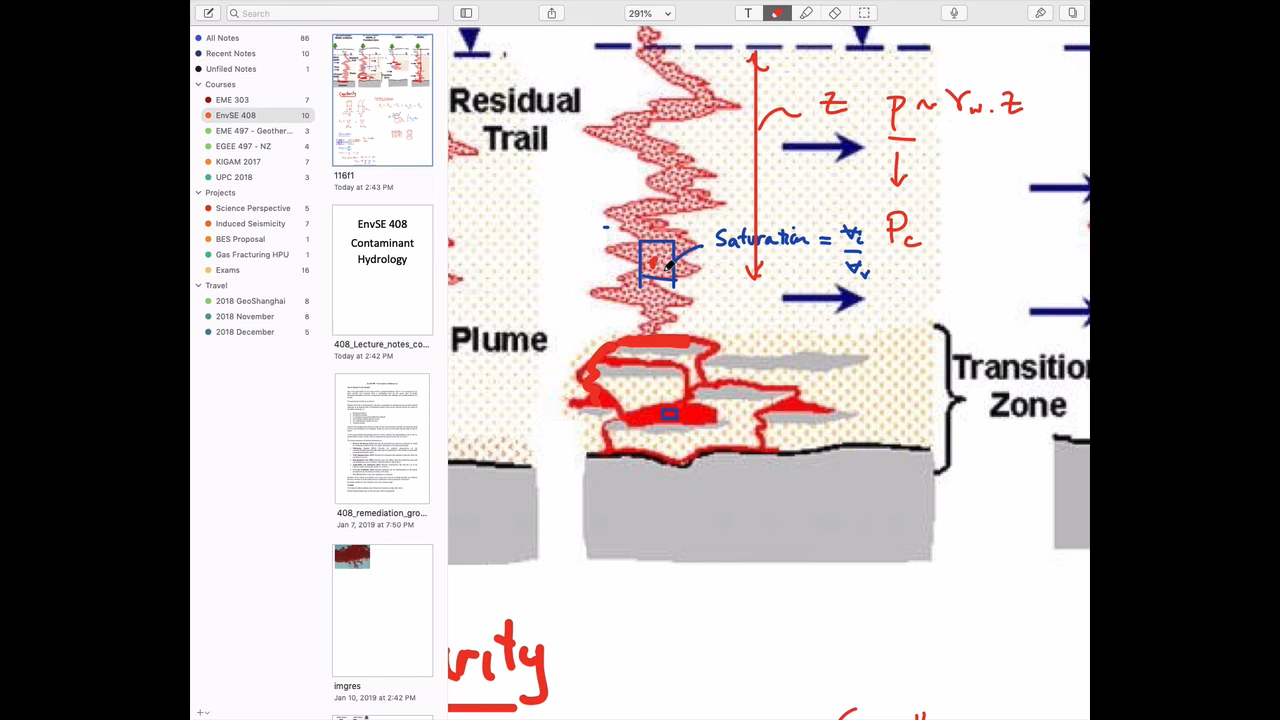 Search
291%
T
All Notes 86
Recent Notes 10
Unfiled Notes 1
Courses
EME 303 7
EnvSE 408 10
EME 497 - Geother... 3
EGEE 497 - NZ 4
KIGAM 2017 7
UPC 2018 3
Projects
Science Perspective 5
Induced Seismicity 7
BES Proposal 1
Gas Fracturing HPU 1
Exams 16
Travel
2018 GeoShanghai 8
2018 November 8
2018 December 5
116f1
Today at 2:43 PM
EnvSE 408
Contaminant
Hydrology
408_Lecture_notes_co...
Today at 2:42 PM
408_remediation_gro...
Jan 7, 2019 at 7:50 PM
imgres
Jan 10, 2019 at 2:42 PM
Residual
Trail
Plume
z p ~ γw . z
Pc
Saturation = Vi / Vv
Transition
Zone
arity